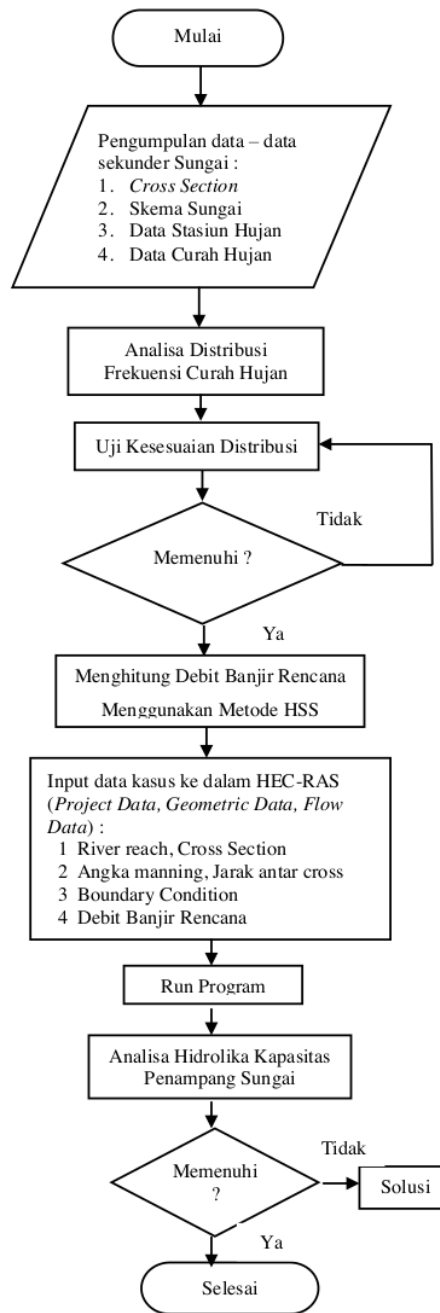 Mulai
Pengumpulan data – data
sekunder Sungai :
1. Cross Section
2. Skema Sungai
3. Data Stasiun Hujan
4. Data Curah Hujan
Analisa Distribusi
Frekuensi Curah Hujan
Uji Kesesuaian Distribusi
Tidak
Memenuhi ?
Ya
Menghitung Debit Banjir Rencana
Menggunakan Metode HSS
Input data kasus ke dalam HEC-RAS
(Project Data, Geometric Data, Flow
Data) :
1 River reach, Cross Section
2 Angka manning, Jarak antar cross
3 Boundary Condition
4 Debit Banjir Rencana
Run Program
Analisa Hidrolika Kapasitas
Penampang Sungai
Tidak
Memenuhi
?
Solusi
Ya
Selesai